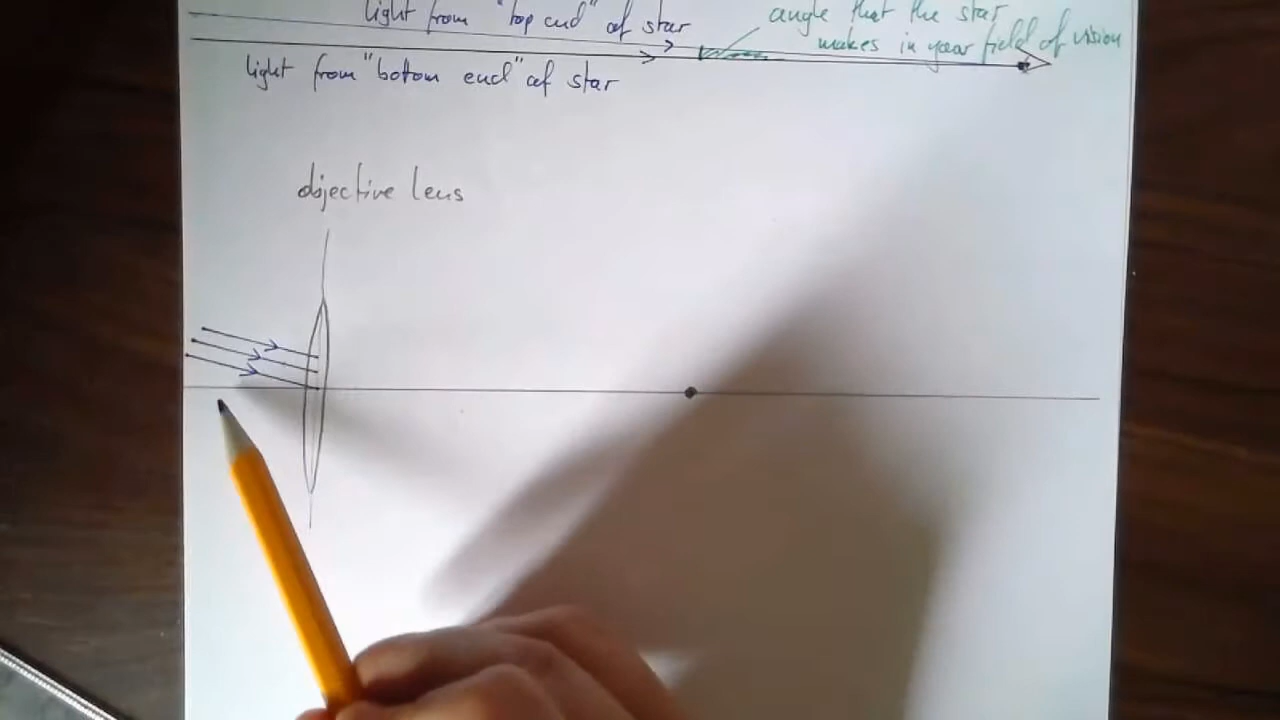 light from "top end" of star
angle that the star
makes in your field of vision
light from "bottom end" of star
objective lens